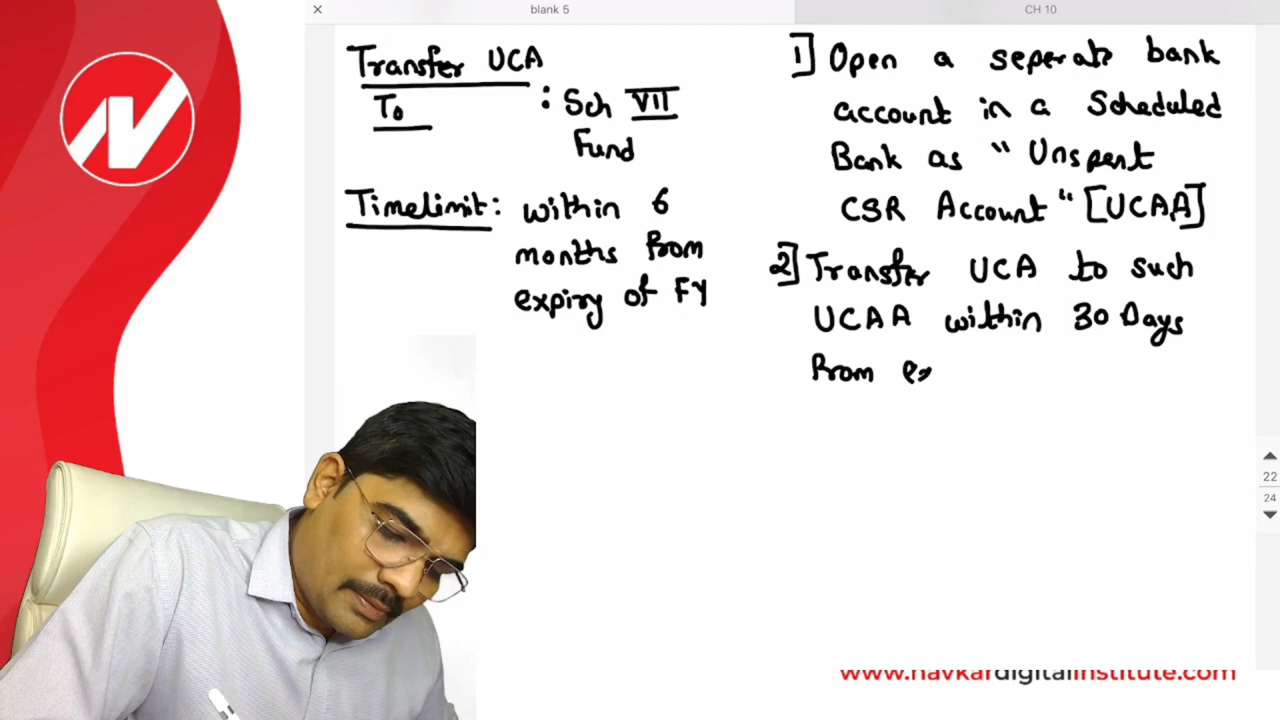 blank 5
CH 10
Transfer UCA
To : Sch VII
Fund
Timelimit: within 6
months from
expiry of FY
1] Open a seperate bank
account in a Scheduled
Bank as "Unspent
CSR Account" [UCAA]
2] Transfer UCA to such
UCAA within 30 Days
from ex
22
24
www.navkardigitalinstitute.com